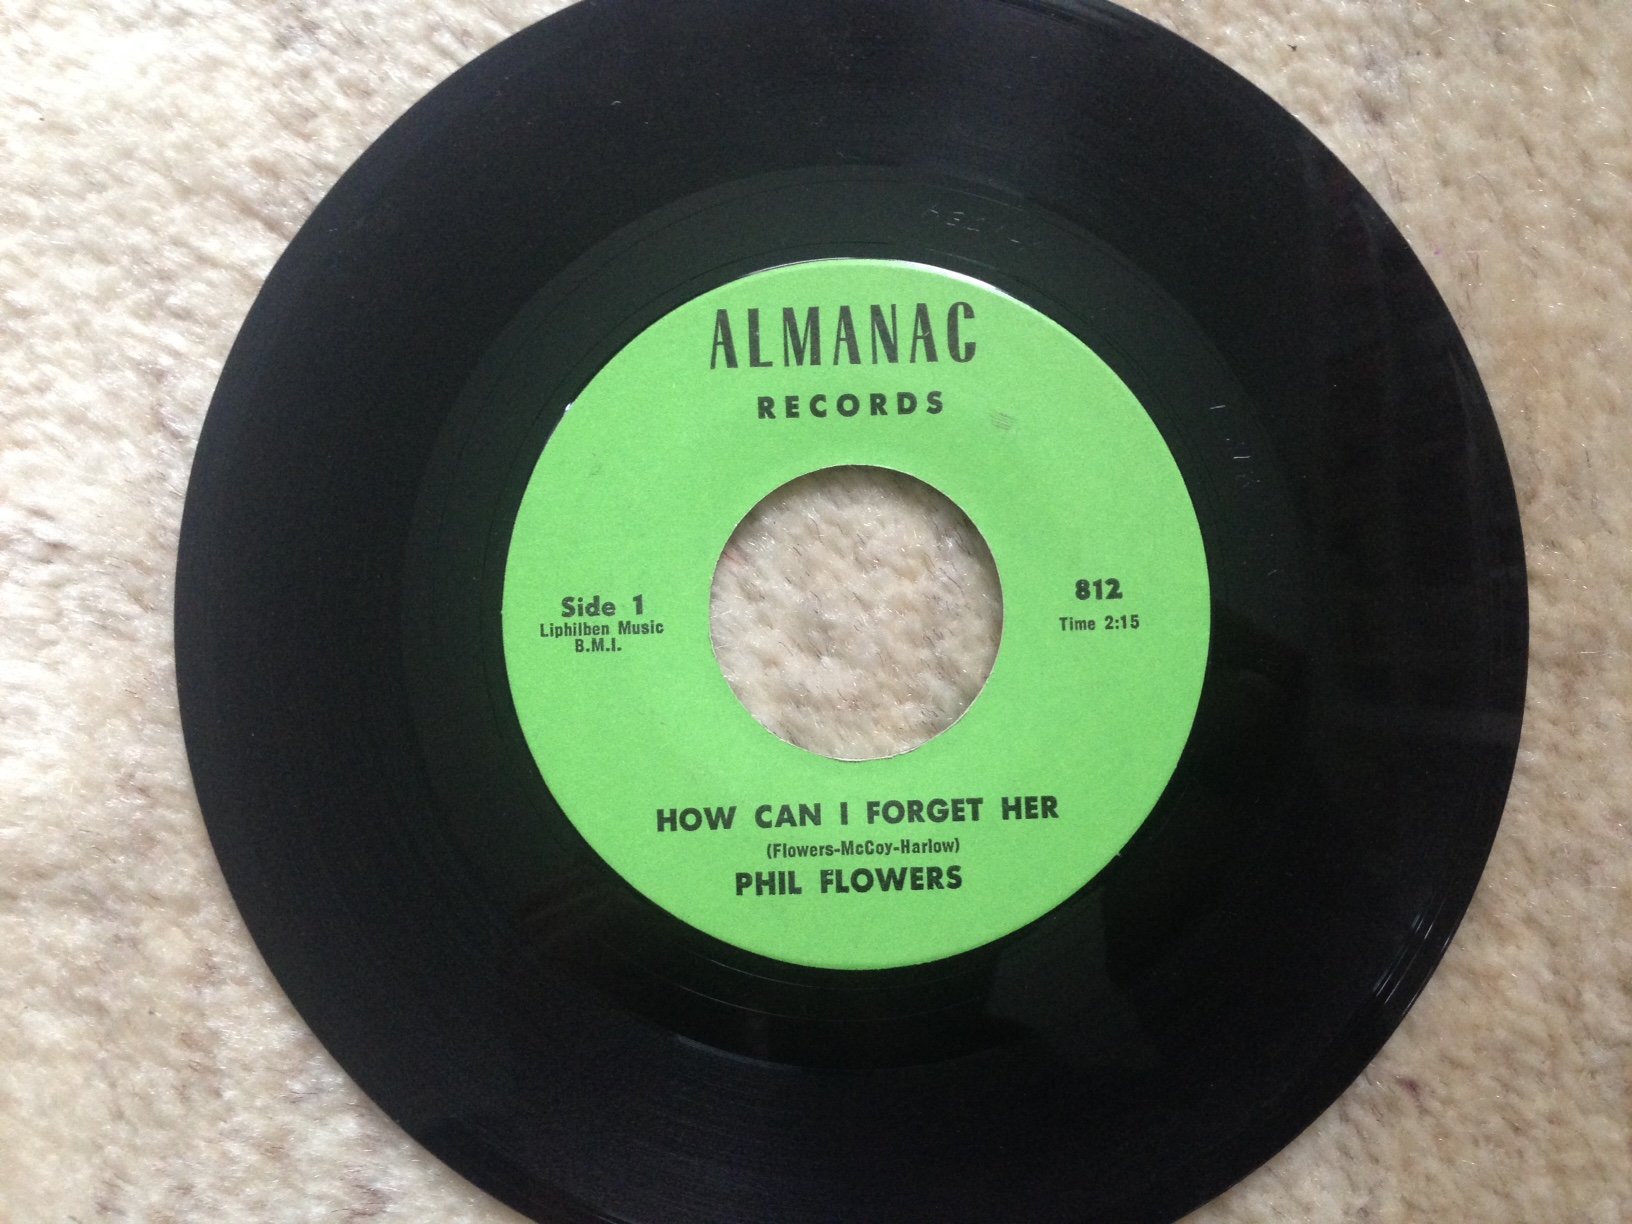 ALMANAC
RECORDS
Side 1
Liphilben Music
B.M.I.
812
Time 2:15
HOW CAN I FORGET HER
(Flowers-McCoy-Harlow)
PHIL FLOWERS